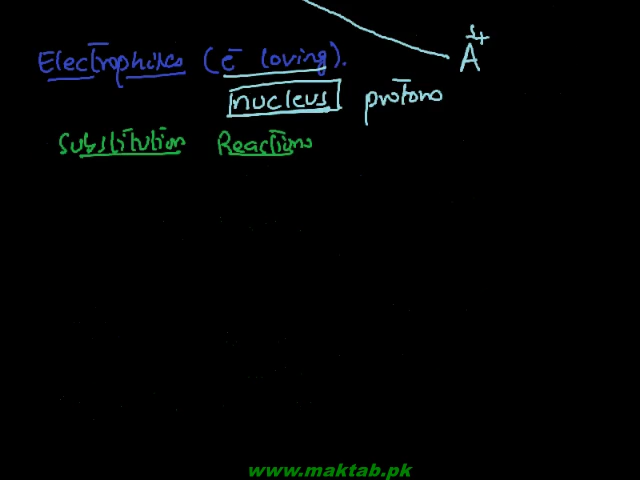 δ+
A
Electrophiles (e⁻ loving).
nucleus protons
Substitution Reactions
www.maktab.pk